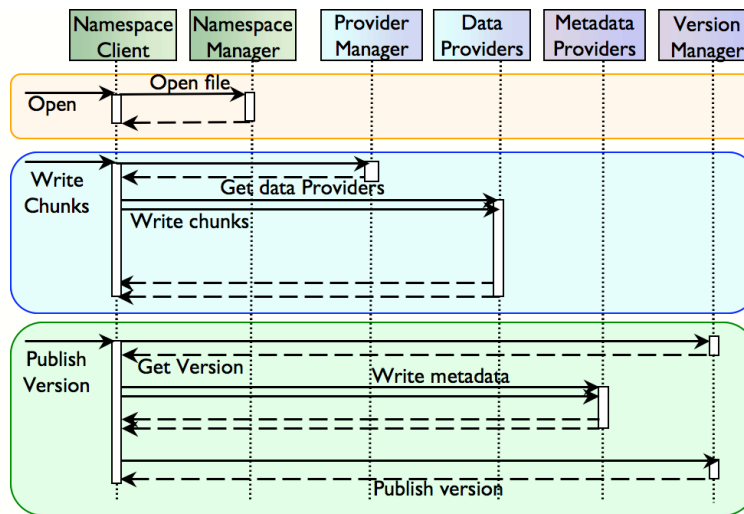 Namespace
Client
Namespace
Manager
Provider
Manager
Data
Providers
Metadata
Providers
Version
Manager
Open file
Open
Write
Chunks
Get data Providers
Write chunks
Publish
Version
Get Version
Write metadata
Publish version